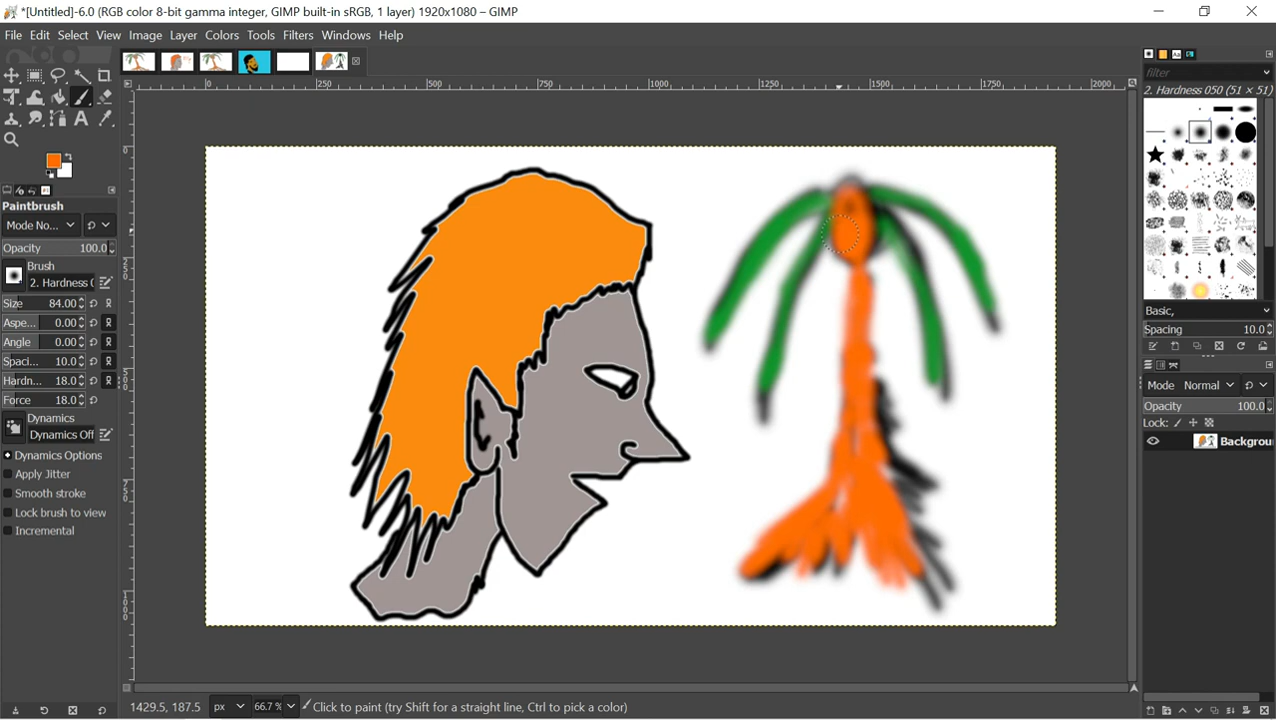 *[Untitled]-6.0 (RGB color 8-bit gamma integer, GIMP built-in sRGB, 1 layer) 1920x1080 – GIMP
File Edit Select View Image Layer Colors Tools Filters Windows Help
0 250 500 750 1000 1250 1500 1750 2000
0 250 500 750 1000
Paintbrush
Mode No...
Opacity 100.0
Brush
2. Hardness 0
Size 84.00
Aspe... 0.00
Angle 0.00
Spaci... 10.0
Hardn... 18.0
Force 18.0
Dynamics
Dynamics Off
Dynamics Options
Apply Jitter
Smooth stroke
Lock brush to view
Incremental
filter
2. Hardness 050 (51 × 51)
Basic,
Spacing 10.0
Mode Normal
Opacity 100.0
Lock:
Backgrou
1429.5, 187.5 px 66.7 % Click to paint (try Shift for a straight line, Ctrl to pick a color)